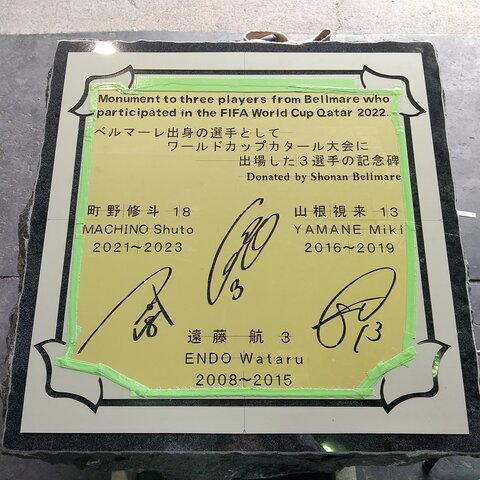 Monument to three players from Bellmare who
participated in the FIFA World Cup Qatar 2022.
ベルマーレ出身の選手として
ワールドカップカタール大会に
出場した3選手の記念碑
Donated by Shonan Bellmare
町野修斗 18
MACHINO Shuto
2021～2023
山根視来 13
YAMANE Miki
2016～2019
3
18
13
遠藤 航 3
ENDO Wataru
2008～2015